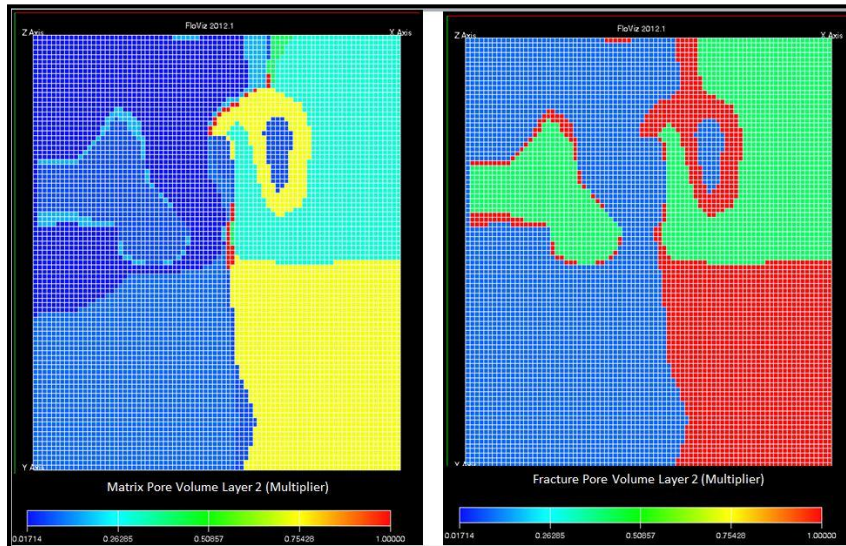 FloViz 2012.1
Z Axis
X Axis
Y Axis
Matrix Pore Volume Layer 2 (Multiplier)
0.01714 0.26285 0.50857 0.75428 1.00000
FloViz 2012.1
Z Axis
X Axis
Y Axis
Fracture Pore Volume Layer 2 (Multiplier)
0.01714 0.26285 0.50857 0.75428 1.00000